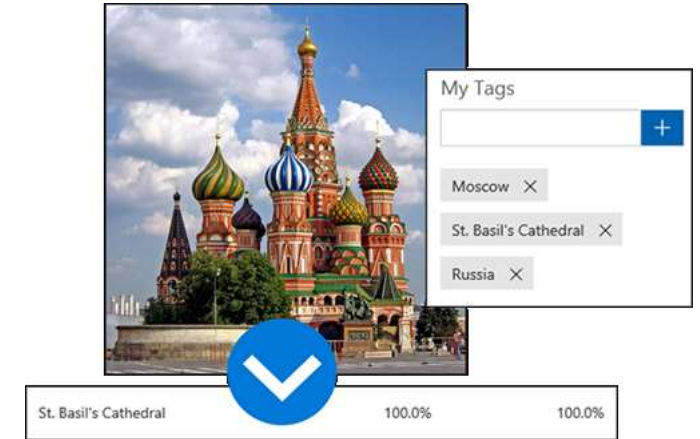 My Tags
+
Moscow ×
St. Basil's Cathedral ×
Russia ×
St. Basil's Cathedral 100.0% 100.0%